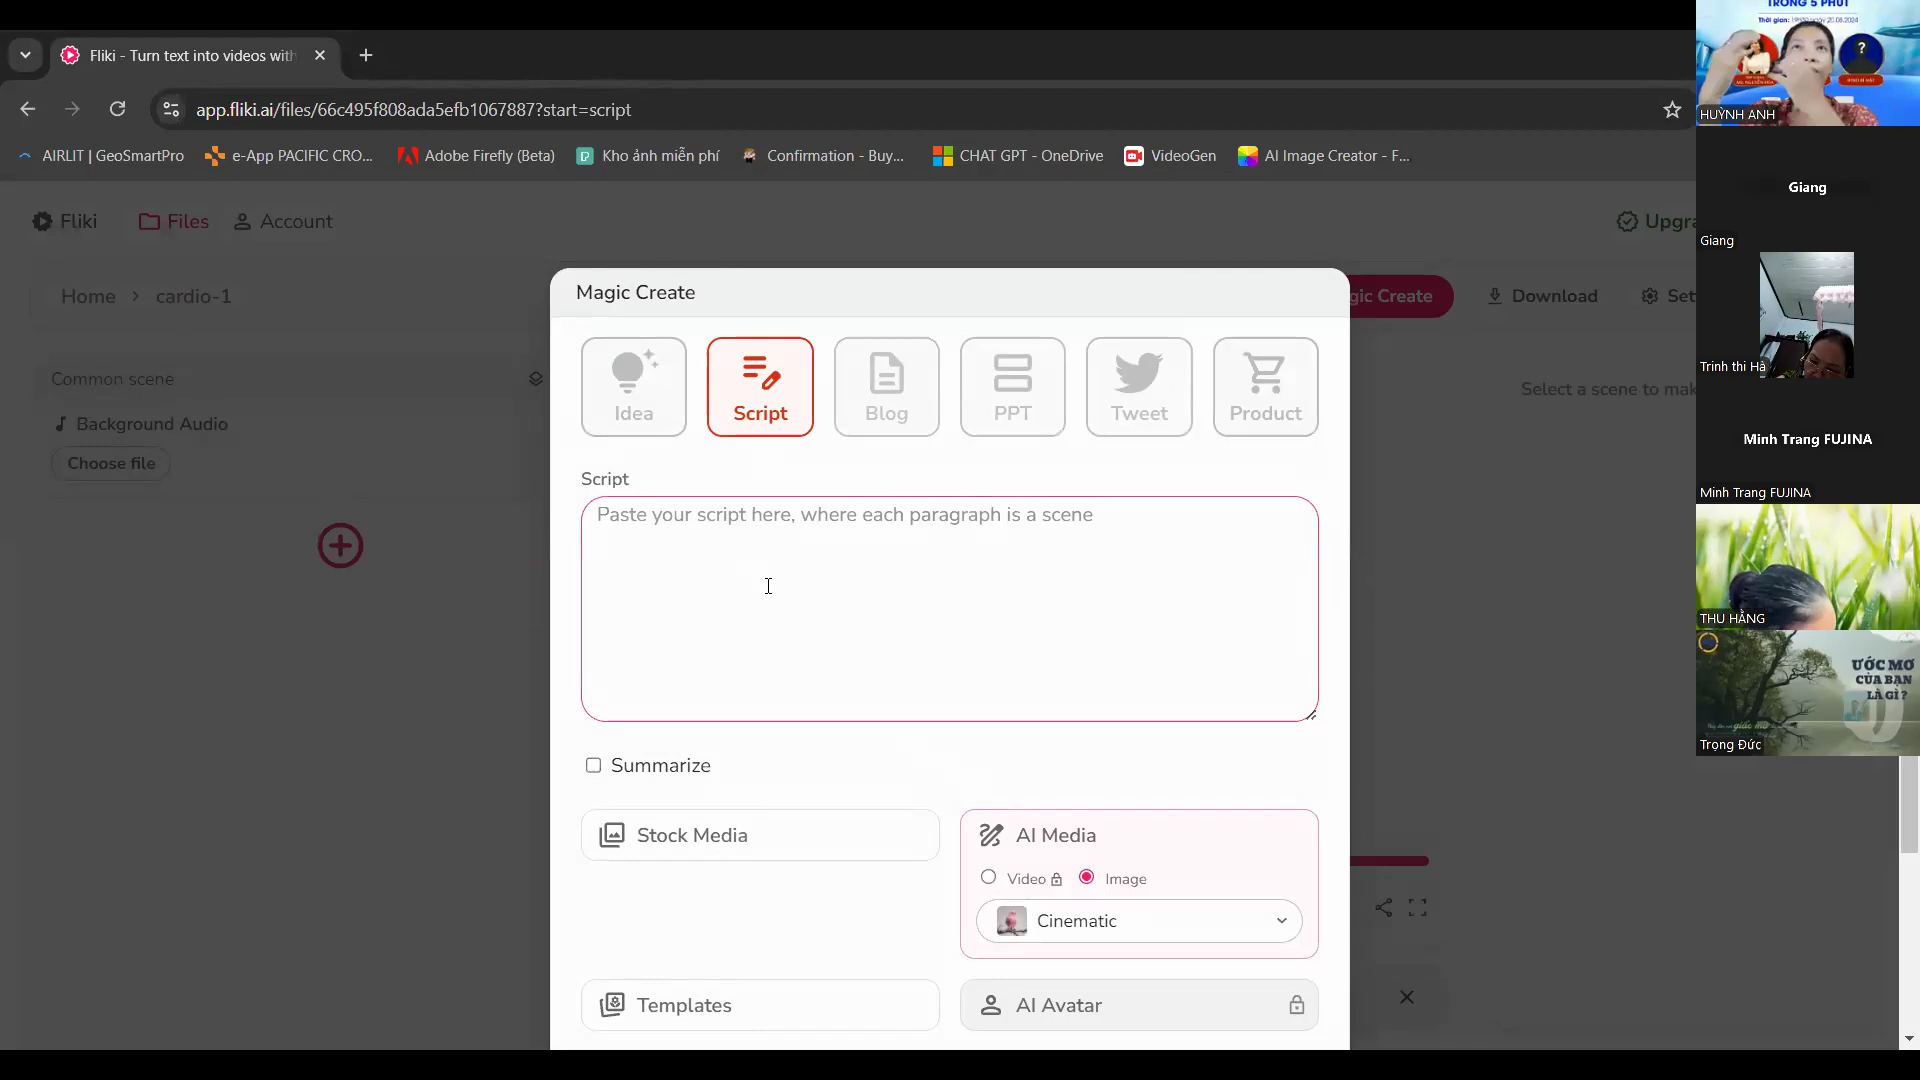 Fliki - Turn text into videos with
app.fliki.ai/files/66c495f808ada5efb1067887?start=script
AIRLIT | GeoSmartPro
e-App PACIFIC CRO...
Adobe Firefly (Beta)
Kho ảnh miễn phí
Confirmation - Buy...
CHAT GPT - OneDrive
VideoGen
AI Image Creator - F...
Fliki
Files
Account
Upgra
Home
cardio-1
gic Create
Download
Set
Common scene
Background Audio
Choose file
Select a scene to mak
Magic Create
Idea
Script
Blog
PPT
Tweet
Product
Script
Paste your script here, where each paragraph is a scene
Summarize
Stock Media
AI Media
Video
Image
Cinematic
Templates
AI Avatar
TRONG 5 PHÚT
HUỲNH ANH
Giang
Giang
Trinh thi Hà
Minh Trang FUJINA
Minh Trang FUJINA
THU HẰNG
ƯỚC MƠ
CỦA BẠN
LÀ GÌ ?
Trọng Đức